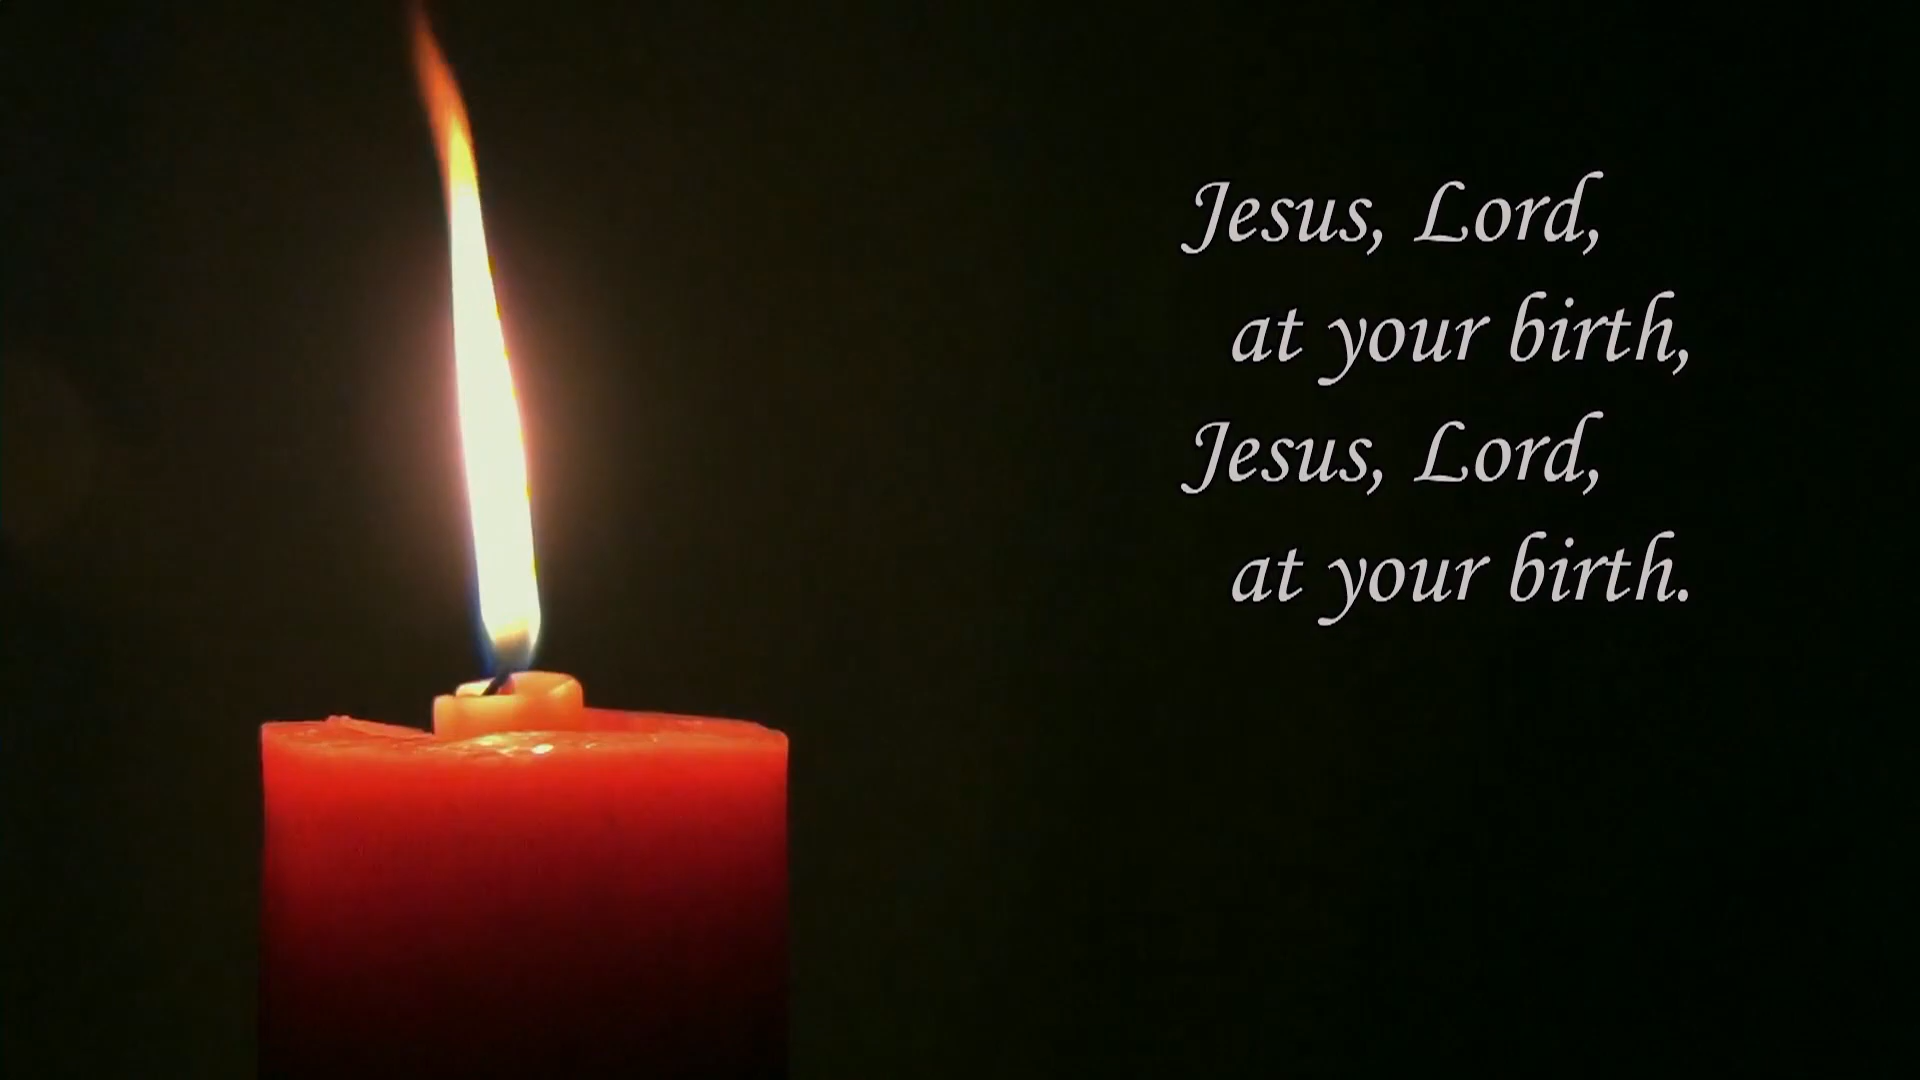 Jesus, Lord,
at your birth,
Jesus, Lord,
at your birth.